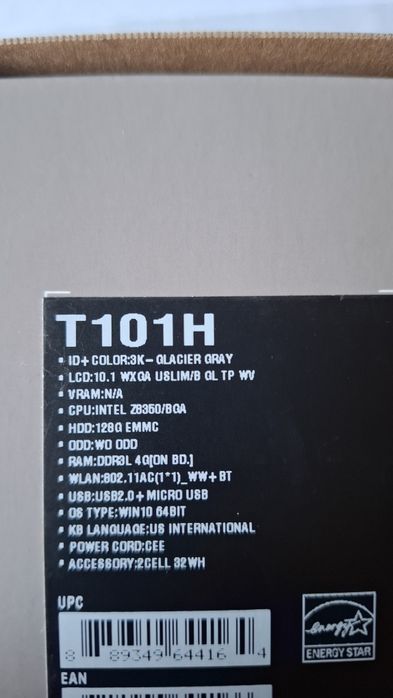 T101H
▪ ID+ COLOR:3K– GLACIER GRAY
▪ LCD:10.1 WXGA USLIM/B GL TP WV
▪ VRAM:N/A
▪ CPU:INTEL Z8350/BGA
▪ HDD:128G EMMC
▪ ODD:WO ODD
▪ RAM:DDR3L 4G[ON BD.]
▪ WLAN:802.11AC(1*1)_WW+BT
▪ USB:USB2.0+MICRO USB
▪ OS TYPE:WIN10 64BIT
▪ KB LANGUAGE:US INTERNATIONAL
▪ POWER CORD:CEE
▪ ACCESSORY:2CELL 32WH
UPC
8 89349 64416 4
energy
ENERGY STAR
EAN